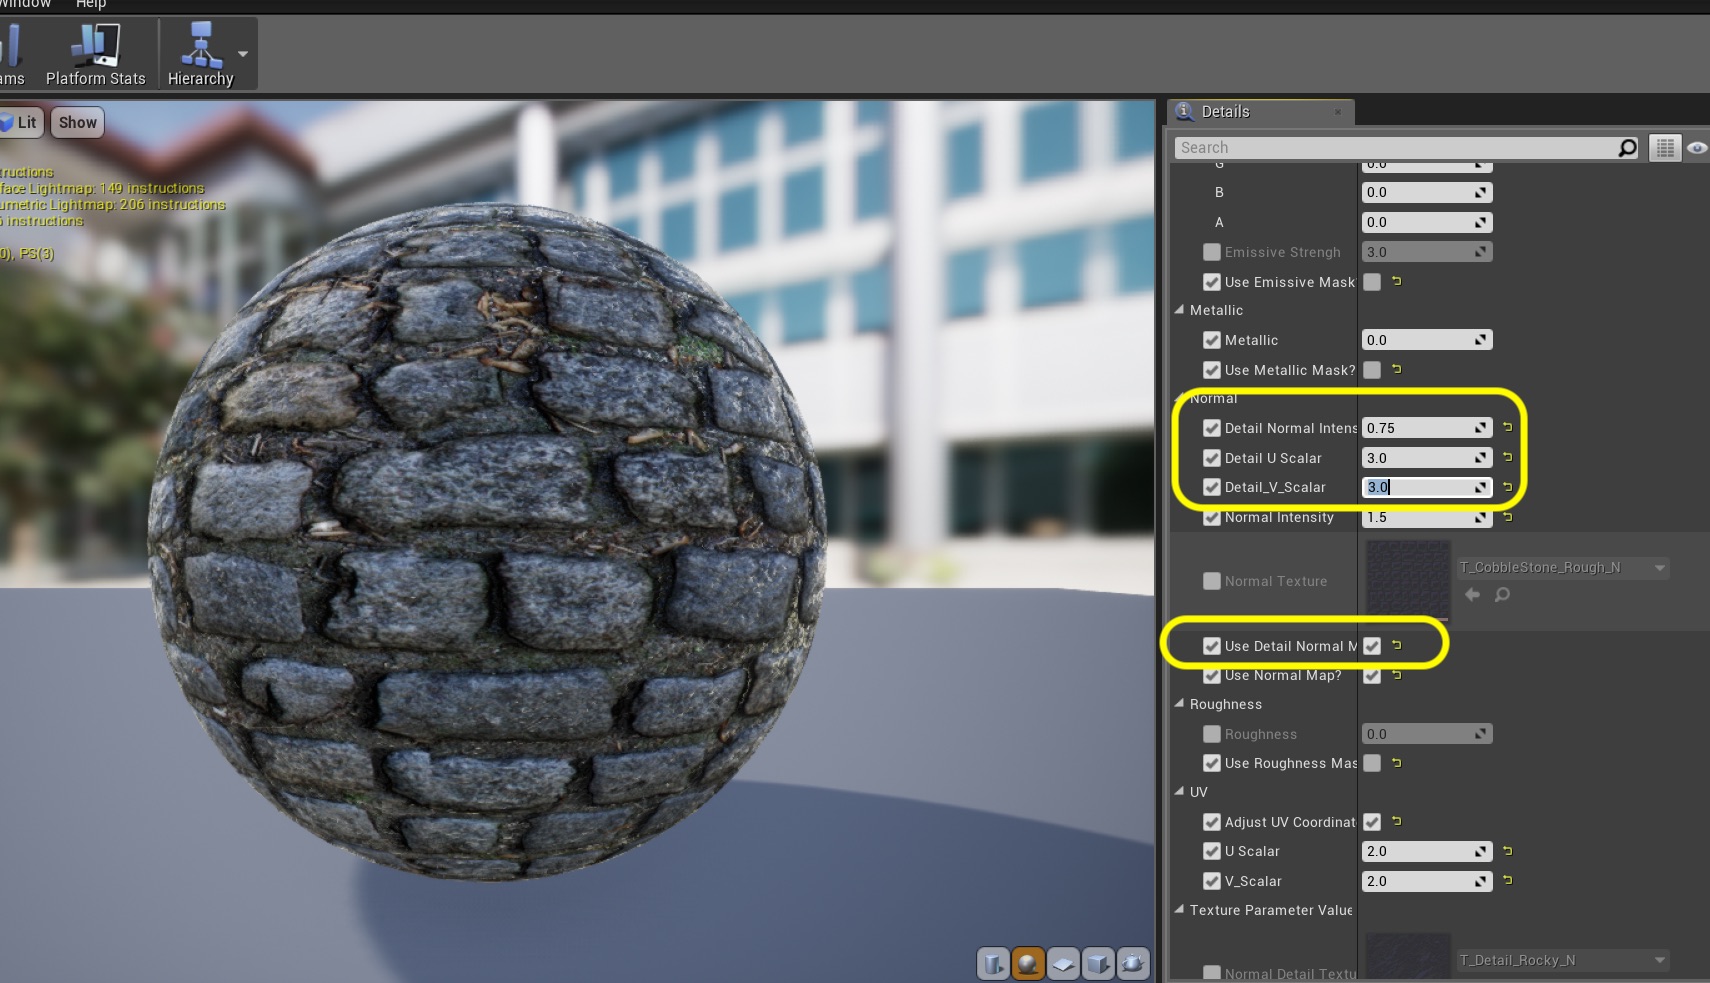 Window Help
ams Platform Stats Hierarchy
Lit Show
tructions
face Lightmap: 149 instructions
umetric Lightmap: 206 instructions
instructions
0), PS(3)
Details
Search
G 0.0
B 0.0
A 0.0
Emissive Strengh 3.0
Use Emissive Mask
Metallic
Metallic 0.0
Use Metallic Mask?
Normal
Detail Normal Intens 0.75
Detail U Scalar 3.0
Detail_V_Scalar 3.0
Normal Intensity 1.5
Normal Texture T_CobbleStone_Rough_N
Use Detail Normal M
Use Normal Map?
Roughness
Roughness 0.0
Use Roughness Mas
UV
Adjust UV Coordinat
U Scalar 2.0
V_Scalar 2.0
Texture Parameter Value
Normal Detail Textu T_Detail_Rocky_N